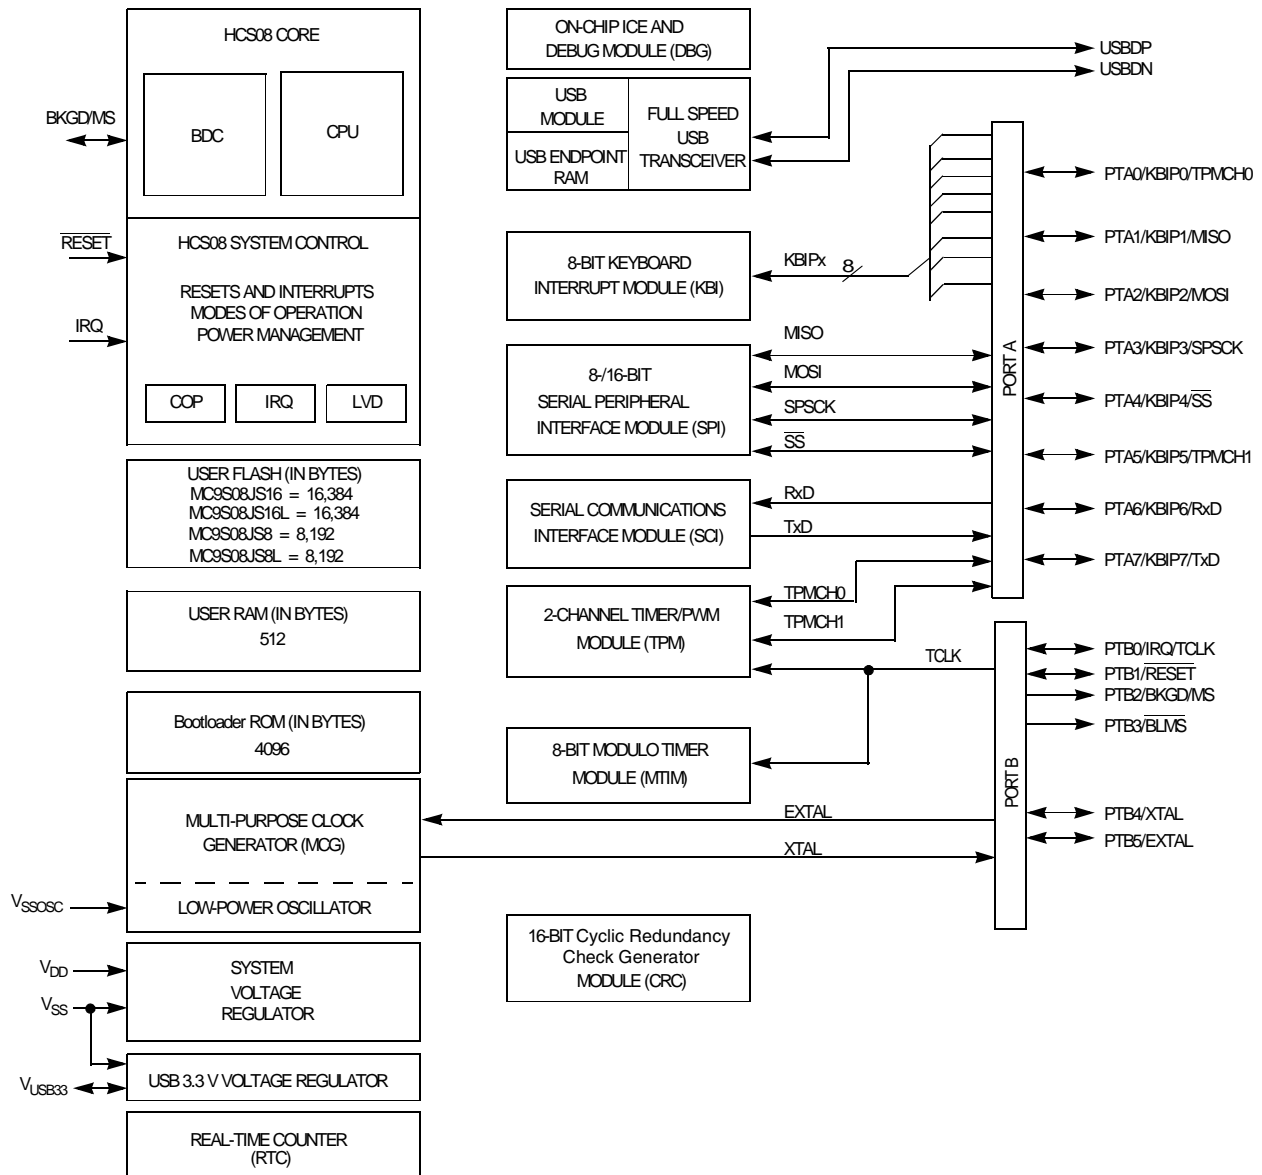 HCS08 CORE
BDC
CPU
BKGD/MS
RESET
HCS08 SYSTEM CONTROL
RESETS AND INTERRUPTS
MODES OF OPERATION
POWER MANAGEMENT
IRQ
COP
IRQ
LVD
USER FLASH (IN BYTES)
MC9S08JS16 = 16,384
MC9S08JS16L = 16,384
MC9S08JS8 = 8,192
MC9S08JS8L = 8,192
USER RAM (IN BYTES)
512
Bootloader ROM (IN BYTES)
4096
MULTI-PURPOSE CLOCK
GENERATOR (MCG)
LOW-POWER OSCILLATOR
VSSOSC
VDD
VSS
SYSTEM
VOLTAGE
REGULATOR
VUSB33
USB 3.3 V VOLTAGE REGULATOR
REAL-TIME COUNTER
(RTC)
ON-CHIP ICE AND
DEBUG MODULE (DBG)
USB
MODULE
USB ENDPOINT
RAM
FULL SPEED
USB
TRANSCEIVER
USBDP
USBDN
8-BIT KEYBOARD
INTERRUPT MODULE (KBI)
KBIPx
8
8-/16-BIT
SERIAL PERIPHERAL
INTERFACE MODULE (SPI)
MISO
MOSI
SPSCK
SS
SERIAL COMMUNICATIONS
INTERFACE MODULE (SCI)
RxD
TxD
2-CHANNEL TIMER/PWM
MODULE (TPM)
TPMCH0
TPMCH1
TCLK
8-BIT MODULO TIMER
MODULE (MTIM)
EXTAL
XTAL
16-BIT Cyclic Redundancy
Check Generator
MODULE (CRC)
PORT A
PTA0/KBIP0/TPMCH0
PTA1/KBIP1/MISO
PTA2/KBIP2/MOSI
PTA3/KBIP3/SPSCK
PTA4/KBIP4/SS
PTA5/KBIP5/TPMCH1
PTA6/KBIP6/RxD
PTA7/KBIP7/TxD
PORT B
PTB0/IRQ/TCLK
PTB1/RESET
PTB2/BKGD/MS
PTB3/BLMS
PTB4/XTAL
PTB5/EXTAL